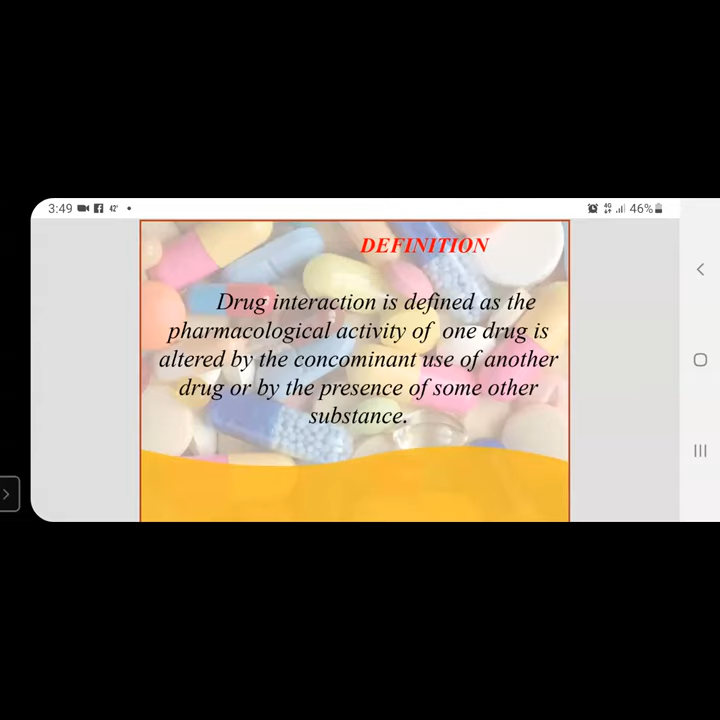 3:49 42° 4G 46%
DEFINITION
Drug interaction is defined as the
pharmacological activity of one drug is
altered by the concominant use of another
drug or by the presence of some other
substance.